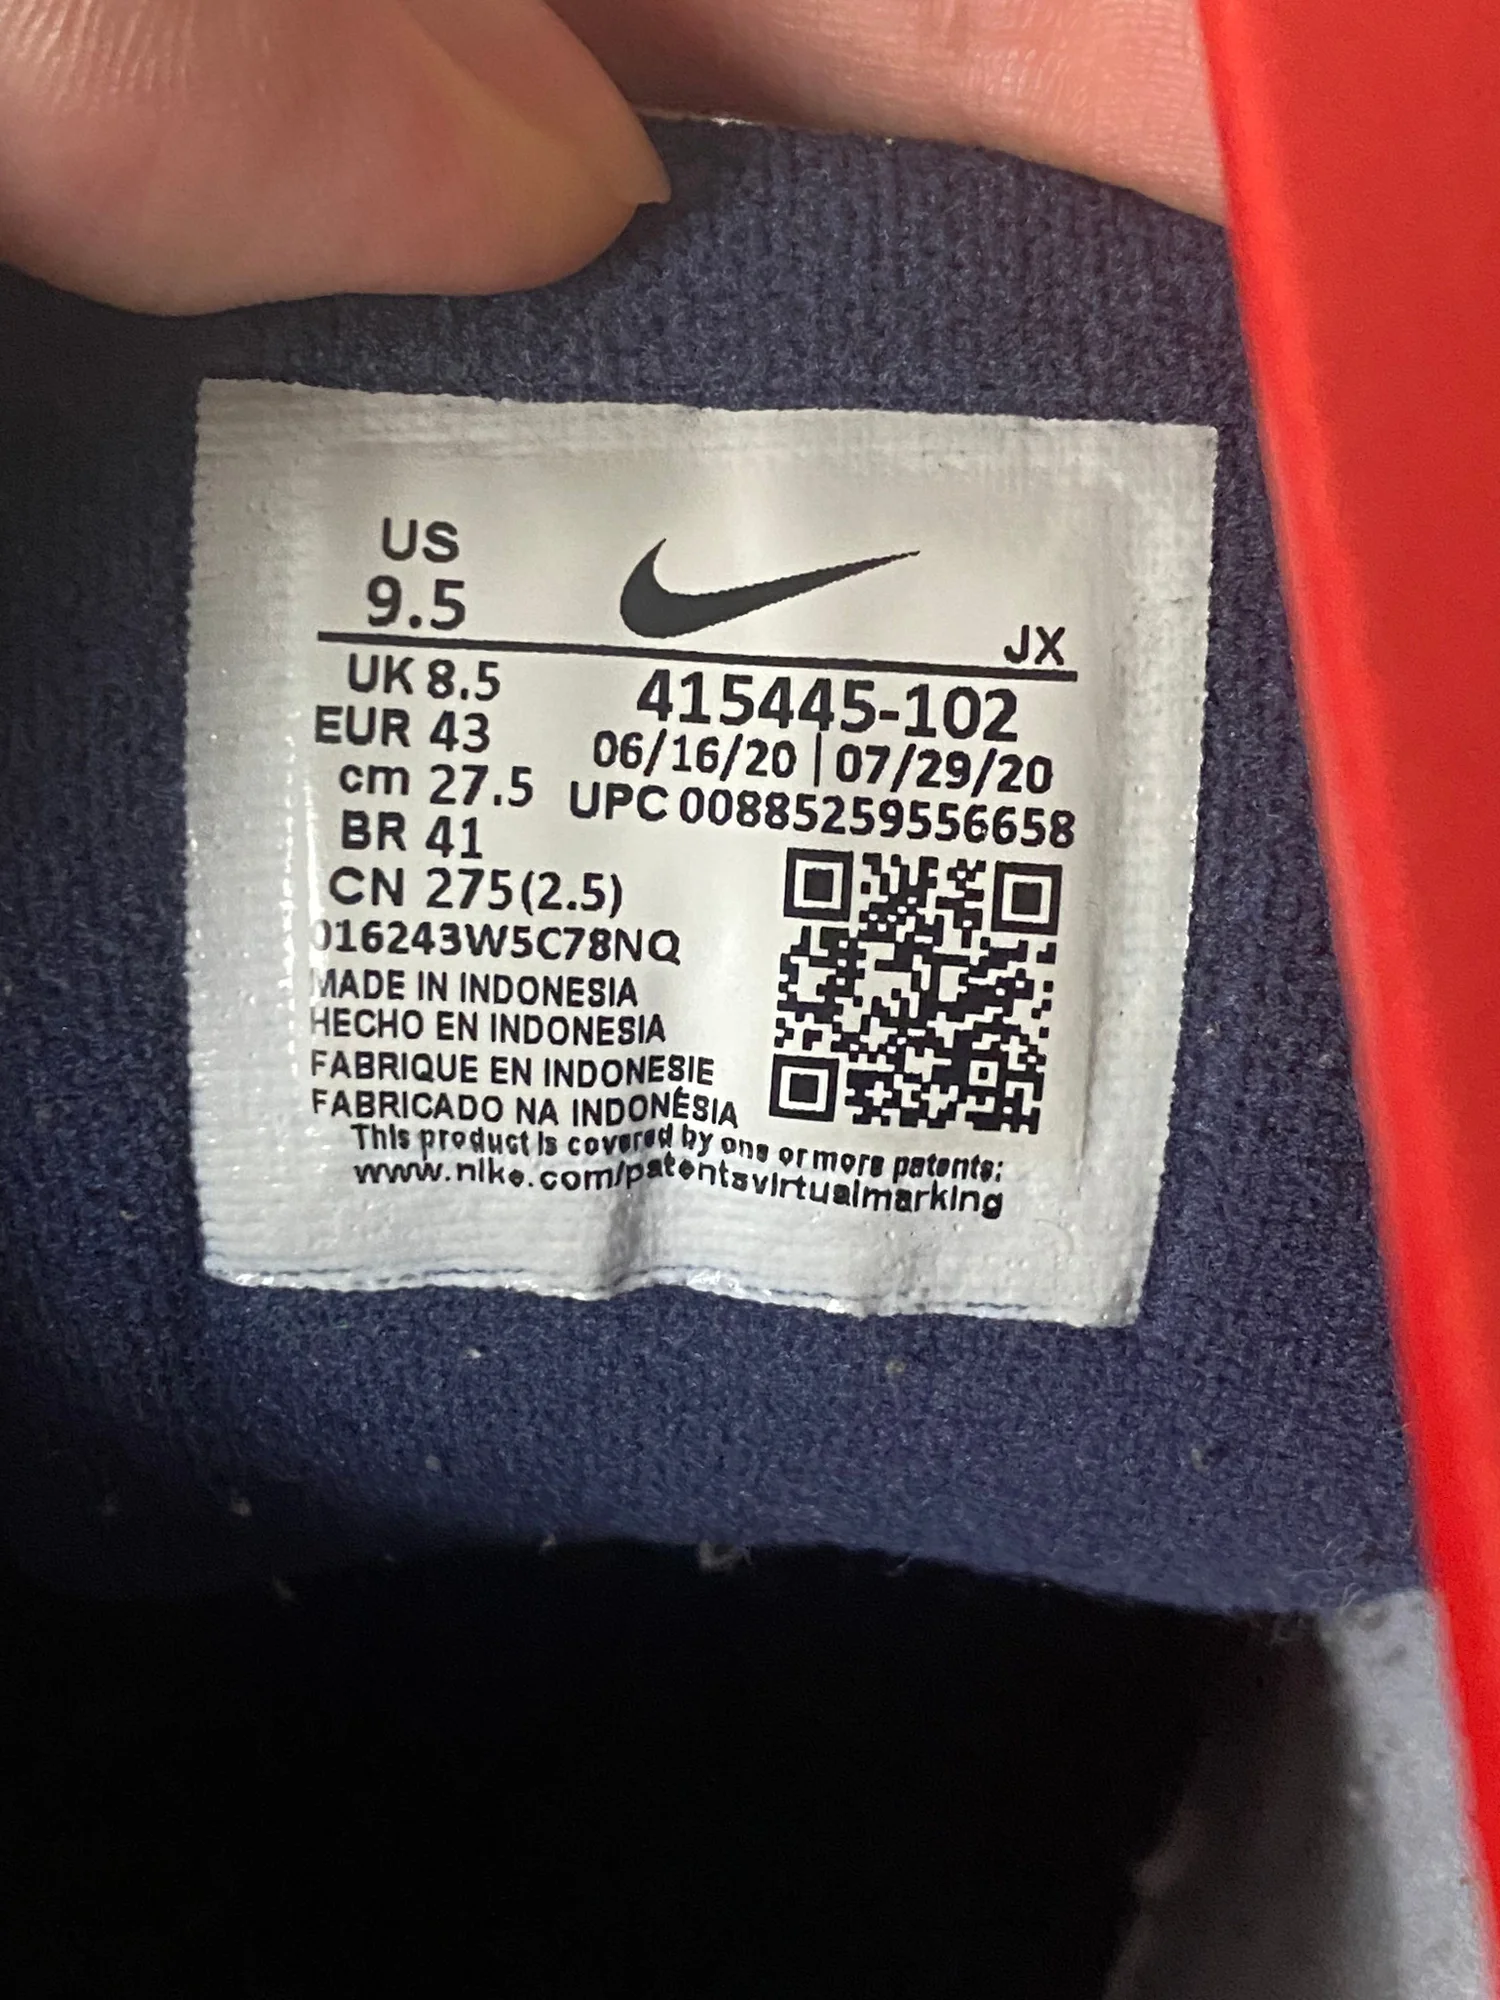 US
9.5
JX
UK 8.5
EUR 43
cm 27.5
BR 41
CN 275(2.5)
415445-102
06/16/20 | 07/29/20
UPC 00885259556658
016243W5C78NQ
MADE IN INDONESIA
HECHO EN INDONESIA
FABRIQUE EN INDONESIE
FABRICADO NA INDONÉSIA
This product is covered by one or more patents:
www.nike.com/patentsvirtualmarking